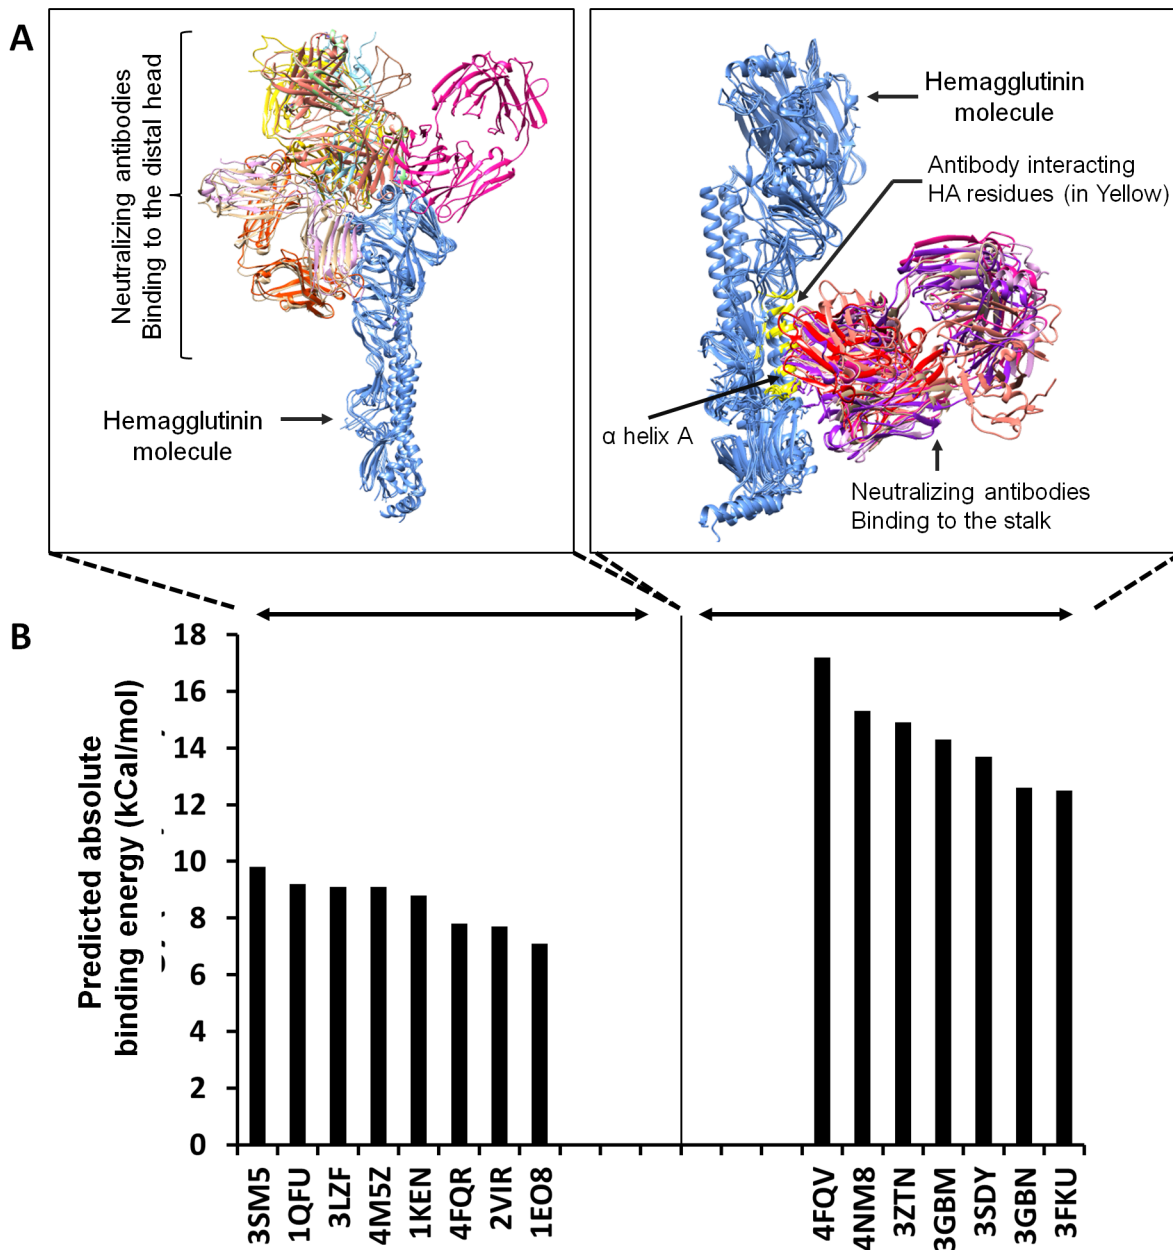 A
Neutralizing antibodies
Binding to the distal head
Hemagglutinin
molecule
Hemagglutinin
molecule
Antibody interacting
HA residues (in Yellow)
α helix A
Neutralizing antibodies
Binding to the stalk
B
Predicted absolute
binding energy (kCal/mol)
18
16
14
12
10
8
6
4
2
0
3SM5
1QFU
3LZF
4M5Z
1KEN
4FQR
2VIR
1EO8
4FQV
4NM8
3ZTN
3GBM
3SDY
3GBN
3FKU